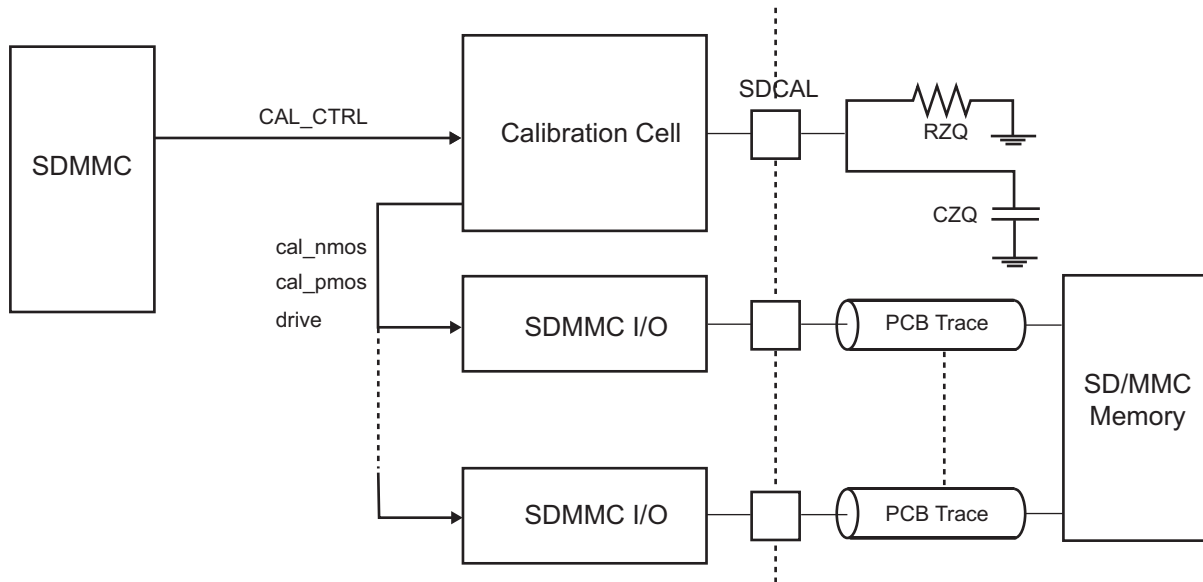 SDMMC
CAL_CTRL
Calibration Cell
SDCAL
RZQ
CZQ
cal_nmos
cal_pmos
drive
SDMMC I/O
PCB Trace
SD/MMC
Memory
SDMMC I/O
PCB Trace